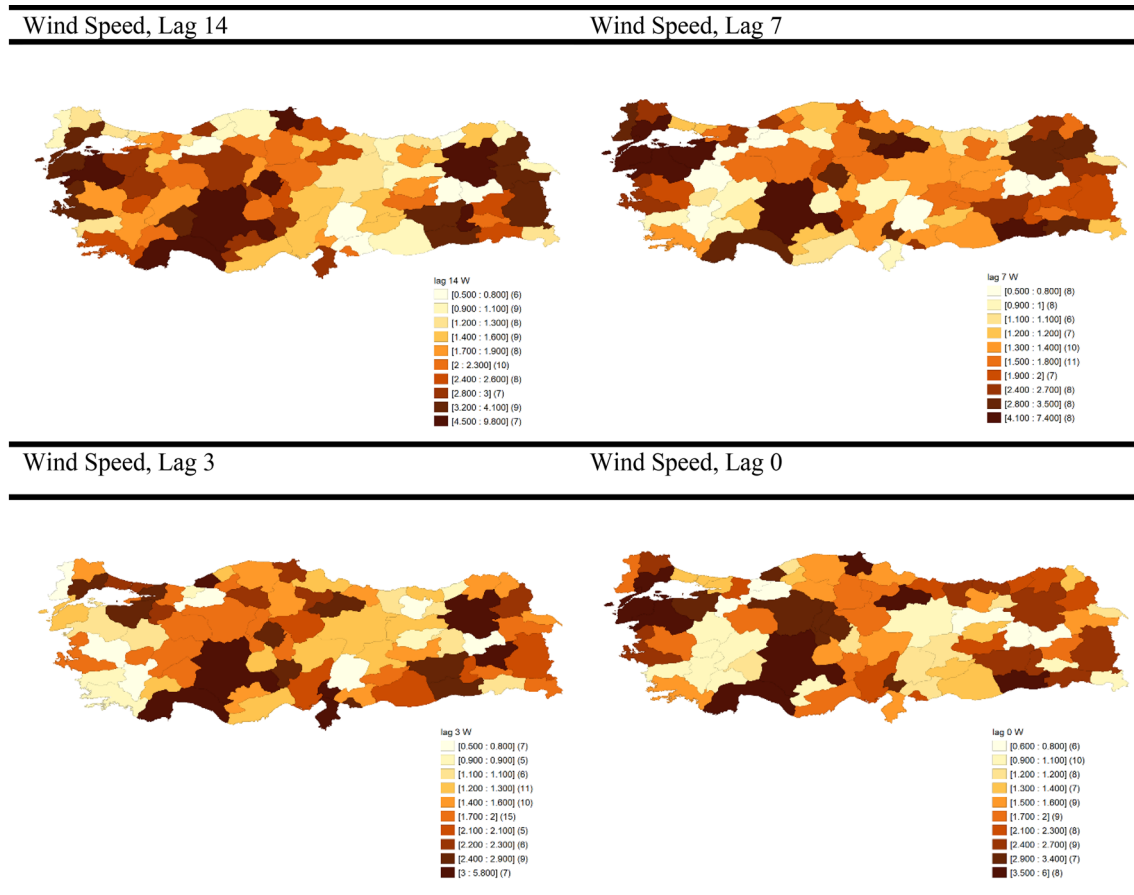 Wind Speed, Lag 14
Wind Speed, Lag 7
lag 14 W
[0.500 : 0.800] (6)
[0.900 : 1.100] (9)
[1.200 : 1.300] (8)
[1.400 : 1.600] (9)
[1.700 : 1.900] (8)
[2 : 2.300] (10)
[2.400 : 2.600] (8)
[2.800 : 3] (7)
[3.200 : 4.100] (9)
[4.500 : 9.800] (7)
lag 7 W
[0.500 : 0.800] (8)
[0.900 : 1] (8)
[1.100 : 1.100] (6)
[1.200 : 1.200] (7)
[1.300 : 1.400] (10)
[1.500 : 1.800] (11)
[1.900 : 2] (7)
[2.400 : 2.700] (8)
[2.800 : 3.500] (8)
[4.100 : 7.400] (8)
Wind Speed, Lag 3
Wind Speed, Lag 0
lag 3 W
[0.500 : 0.800] (7)
[0.900 : 0.900] (5)
[1.100 : 1.100] (6)
[1.200 : 1.300] (11)
[1.400 : 1.600] (10)
[1.700 : 2] (15)
[2.100 : 2.100] (5)
[2.200 : 2.300] (6)
[2.400 : 2.900] (9)
[3 : 5.800] (7)
lag 0 W
[0.600 : 0.800] (6)
[0.900 : 1.100] (10)
[1.200 : 1.200] (8)
[1.300 : 1.400] (7)
[1.500 : 1.600] (9)
[1.700 : 2] (9)
[2.100 : 2.300] (8)
[2.400 : 2.700] (9)
[2.900 : 3.400] (7)
[3.500 : 6] (8)